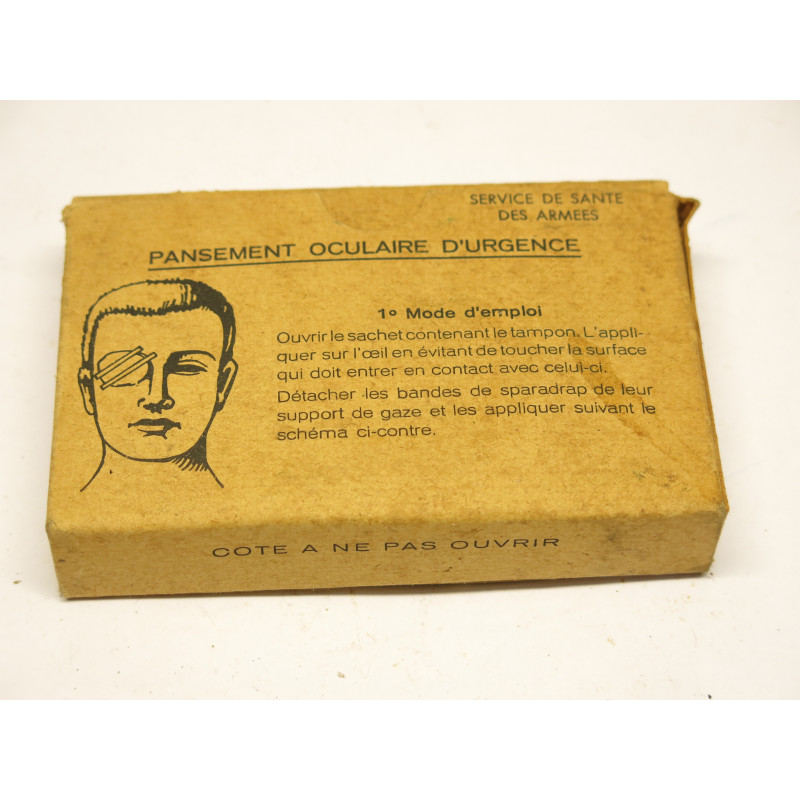 SERVICE DE SANTE
DES ARMEES
PANSEMENT OCULAIRE D'URGENCE
1º Mode d'emploi
Ouvrir le sachet contenant le tampon. L'appli-
quer sur l'œil en évitant de toucher la surface
qui doit entrer en contact avec celui-ci.
Détacher les bandes de sparadrap de leur
support de gaze et les appliquer suivant le
schéma ci-contre.
COTE A NE PAS OUVRIR